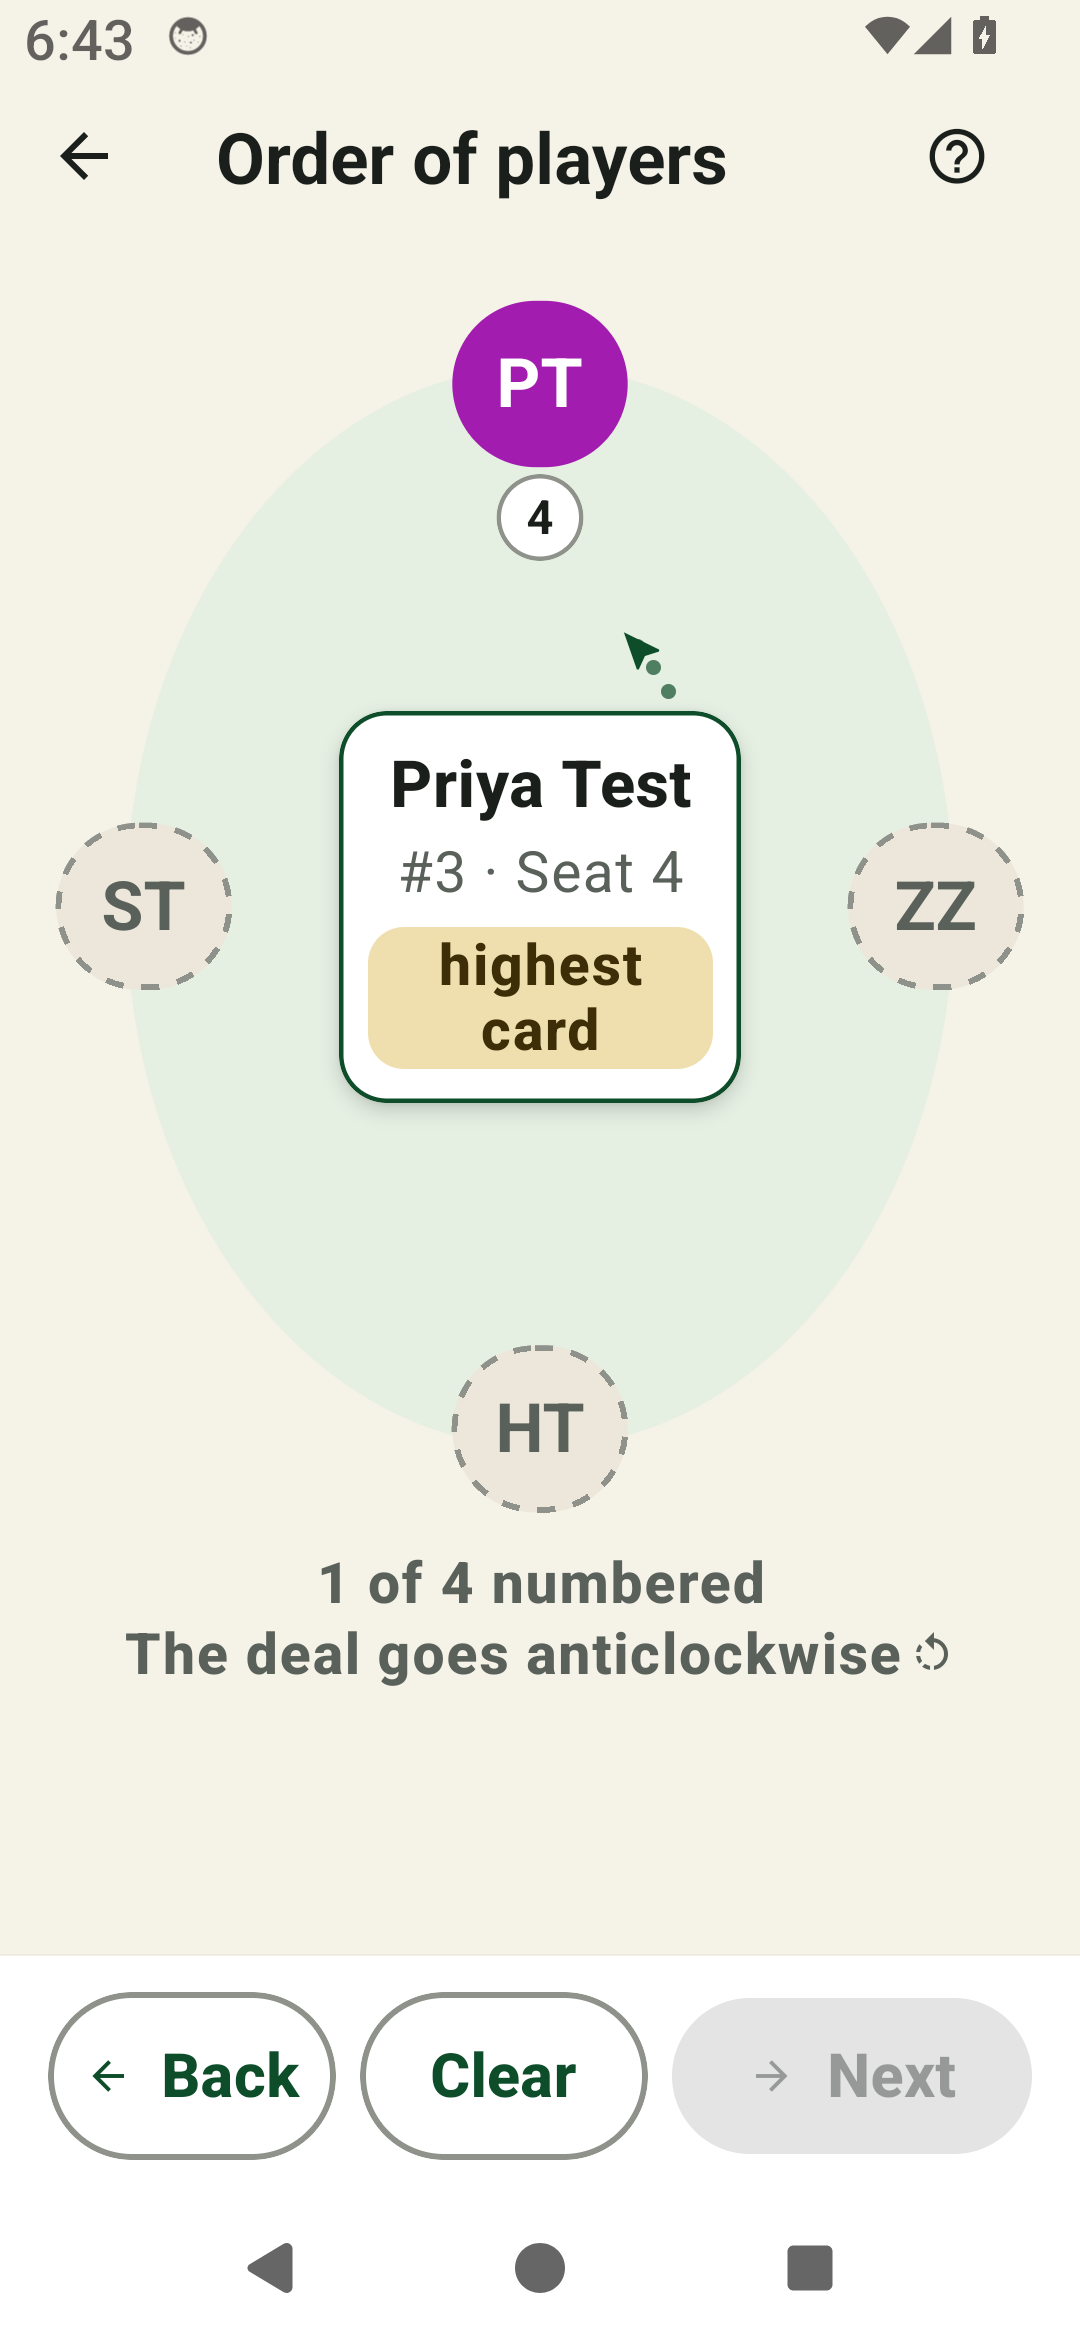 6:43
Order of players
PT
4
Priya Test
#3 · Seat 4
highest
card
ST
ZZ
HT
1 of 4 numbered
The deal goes anticlockwise
Back
Clear
Next